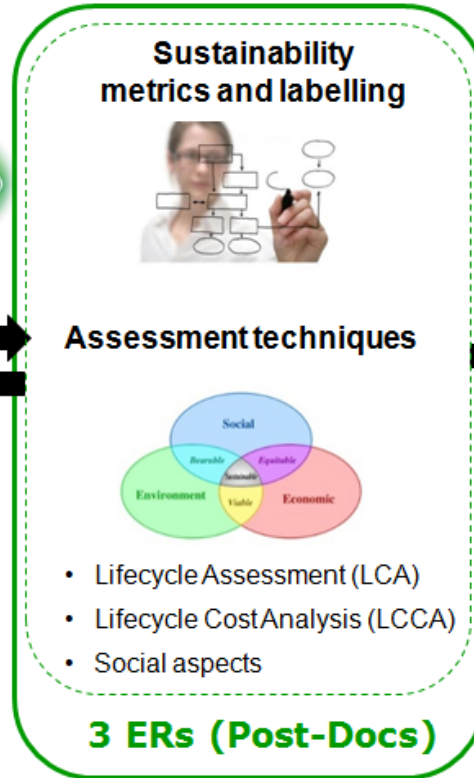 Sustainability
metrics and labelling
Assessment techniques
Social
Bearable
Equitable
Sustainable
Environment
Viable
Economic
• Lifecycle Assessment (LCA)
• Lifecycle Cost Analysis (LCCA)
• Social aspects
3 ERs (Post-Docs)